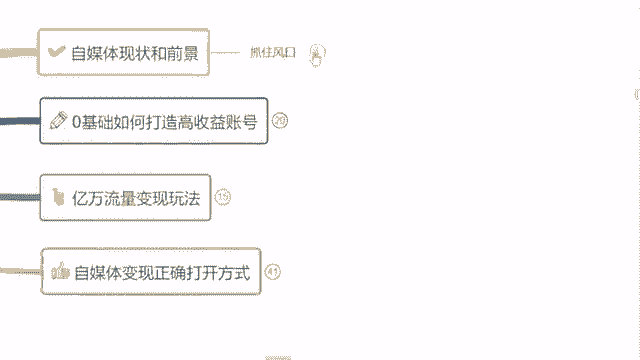 自媒体现状和前景
抓住风口
0基础如何打造高收益账号
亿万流量变现玩法
自媒体变现正确打开方式
41